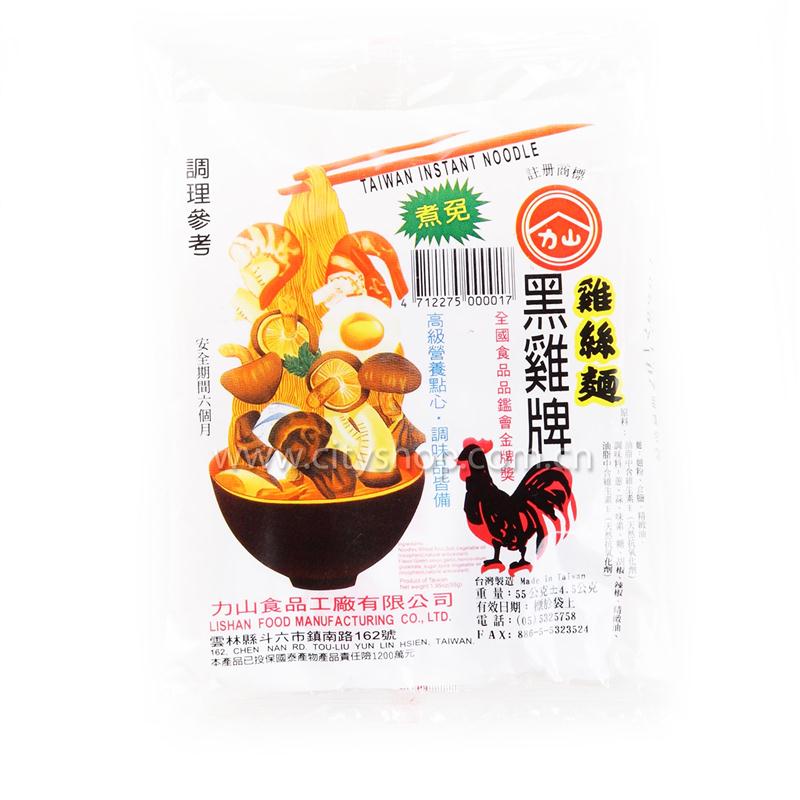 TAIWAN INSTANT NOODLE
註册商標
力山
免煮
調理參考
4 712275 000017
雞絲麵
黑雞牌
全國食品品鑑會金牌獎
高級營養點心·調味品皆備
安全期間六個月
www.cityshop.com.cn
Product of Taiwan
台灣製造 Made in Taiwan
重量:55公克±4.5公克
有效日期:標於袋上
電話:(05)5325758
FAX:886-5-5323524
力山食品工廠有限公司
LISHAN FOOD MANUFACTURING CO., LTD.
雲林縣斗六市鎮南路162號
162, CHEN NAN RD. TOU-LIU YUN LIN HSIEN, TAIWAN.
本產品已投保國泰產物產品責任險1200萬元